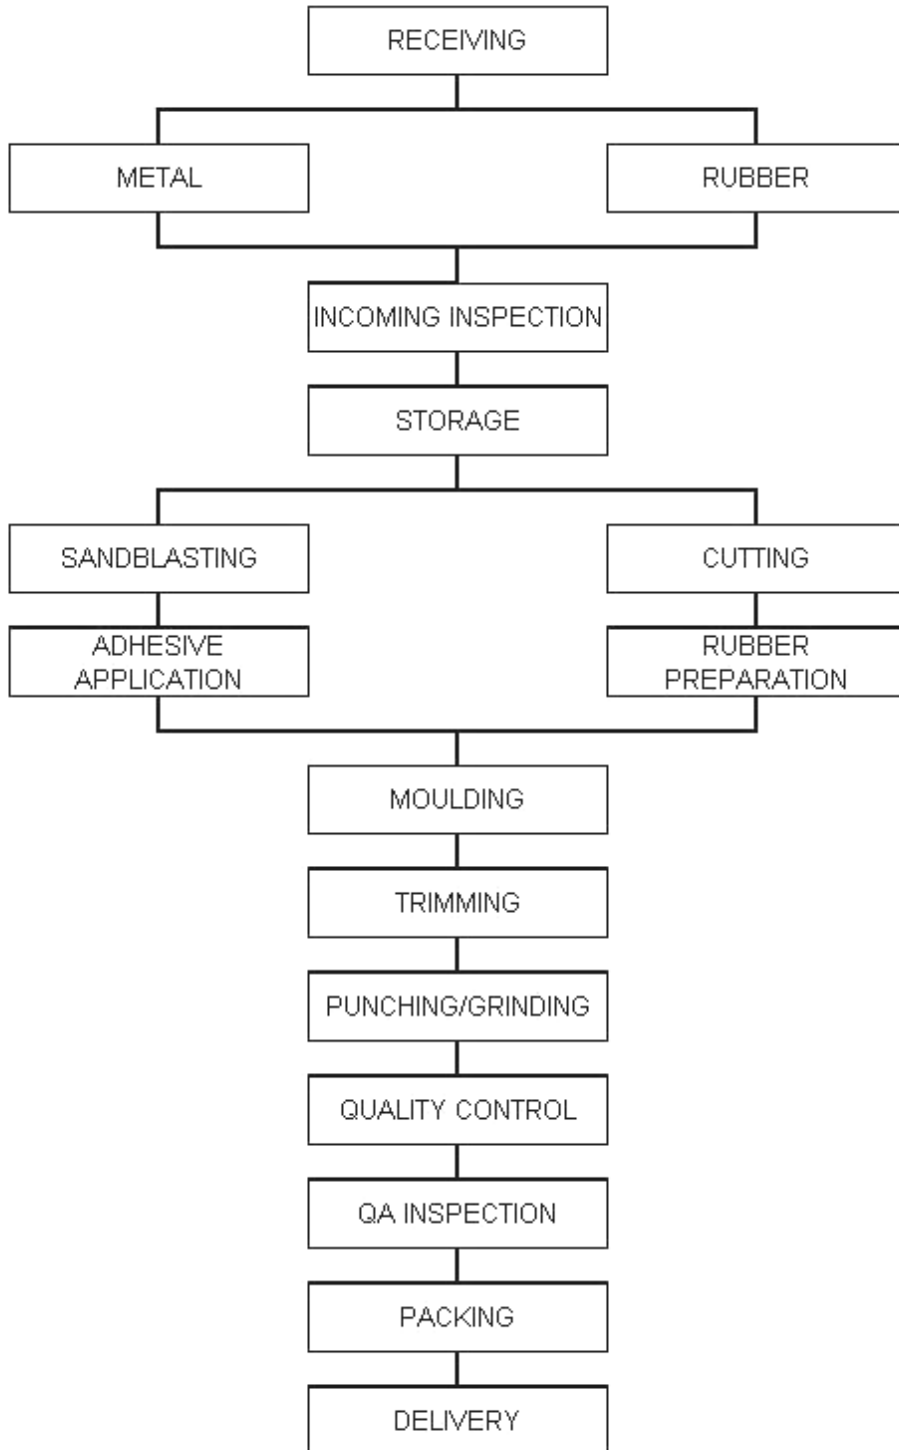 RECEIVING
METAL
RUBBER
INCOMING INSPECTION
STORAGE
SANDBLASTING
CUTTING
ADHESIVE
APPLICATION
RUBBER
PREPARATION
MOULDING
TRIMMING
PUNCHING/GRINDING
QUALITY CONTROL
QA INSPECTION
PACKING
DELIVERY